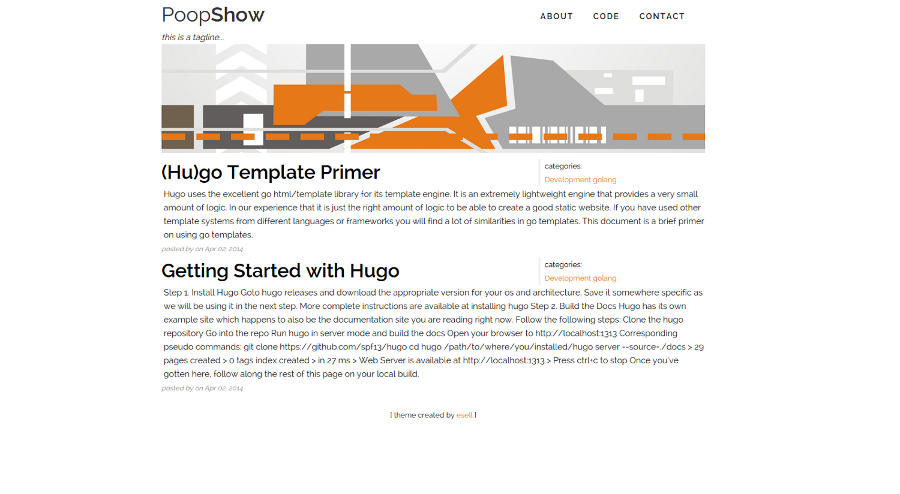 PoopShow
ABOUT CODE CONTACT
this is a tagline...
(Hu)go Template Primer
categories:
Development golang
Hugo uses the excellent go html/template library for its template engine. It is an extremely lightweight engine that provides a very small
amount of logic. In our experience that it is just the right amount of logic to be able to create a good static website. If you have used other
template systems from different languages or frameworks you will find a lot of similarities in go templates. This document is a brief primer
on using go templates.
posted by on Apr 02, 2014
Getting Started with Hugo
categories:
Development golang
Step 1. Install Hugo Goto hugo releases and download the appropriate version for your os and architecture. Save it somewhere specific as
we will be using it in the next step. More complete instructions are available at installing hugo Step 2. Build the Docs Hugo has its own
example site which happens to also be the documentation site you are reading right now. Follow the following steps: Clone the hugo
repository Go into the repo Run hugo in server mode and build the docs Open your browser to http://localhost:1313 Corresponding
pseudo commands: git clone https://github.com/spf13/hugo cd hugo /path/to/where/you/installed/hugo server --source=./docs > 29
pages created > 0 tags index created > in 27 ms > Web Server is available at http://localhost:1313 > Press ctrl+c to stop Once you've
gotten here, follow along the rest of this page on your local build.
posted by on Apr 02, 2014
[ theme created by esell ]